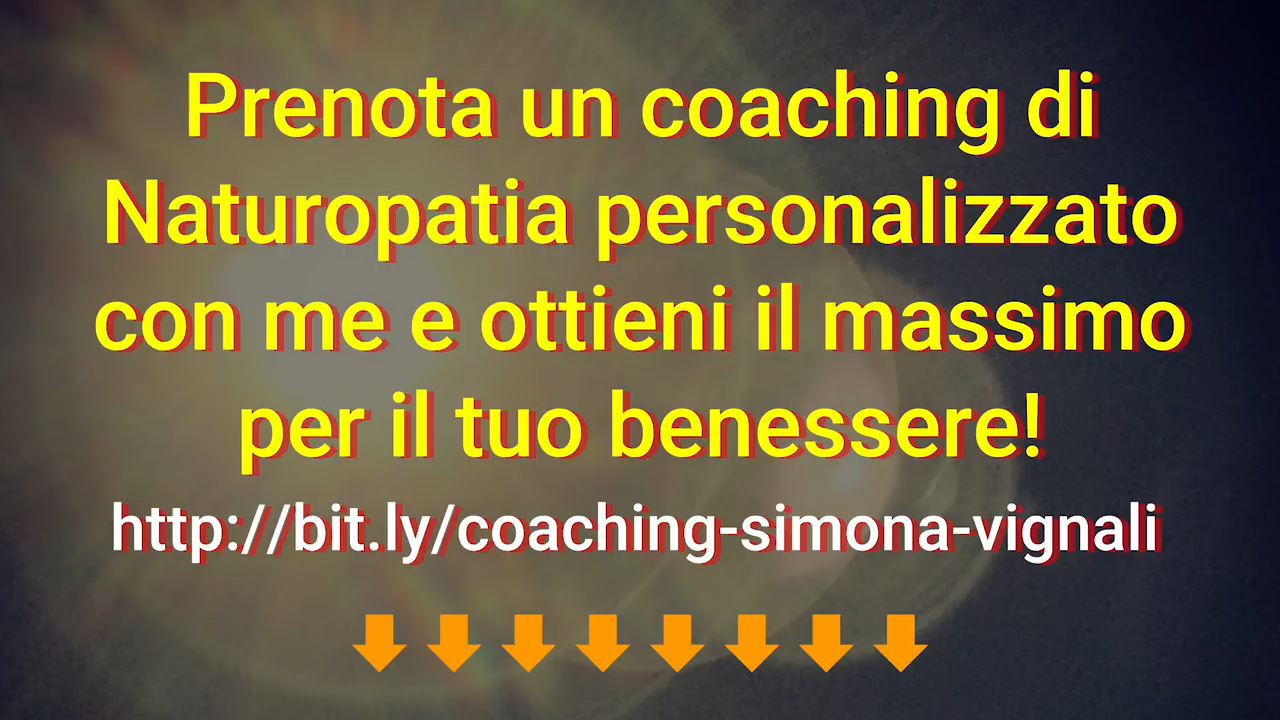 Prenota un coaching di
Naturopatia personalizzato
con me e ottieni il massimo
per il tuo benessere!
http://bit.ly/coaching-simona-vignali